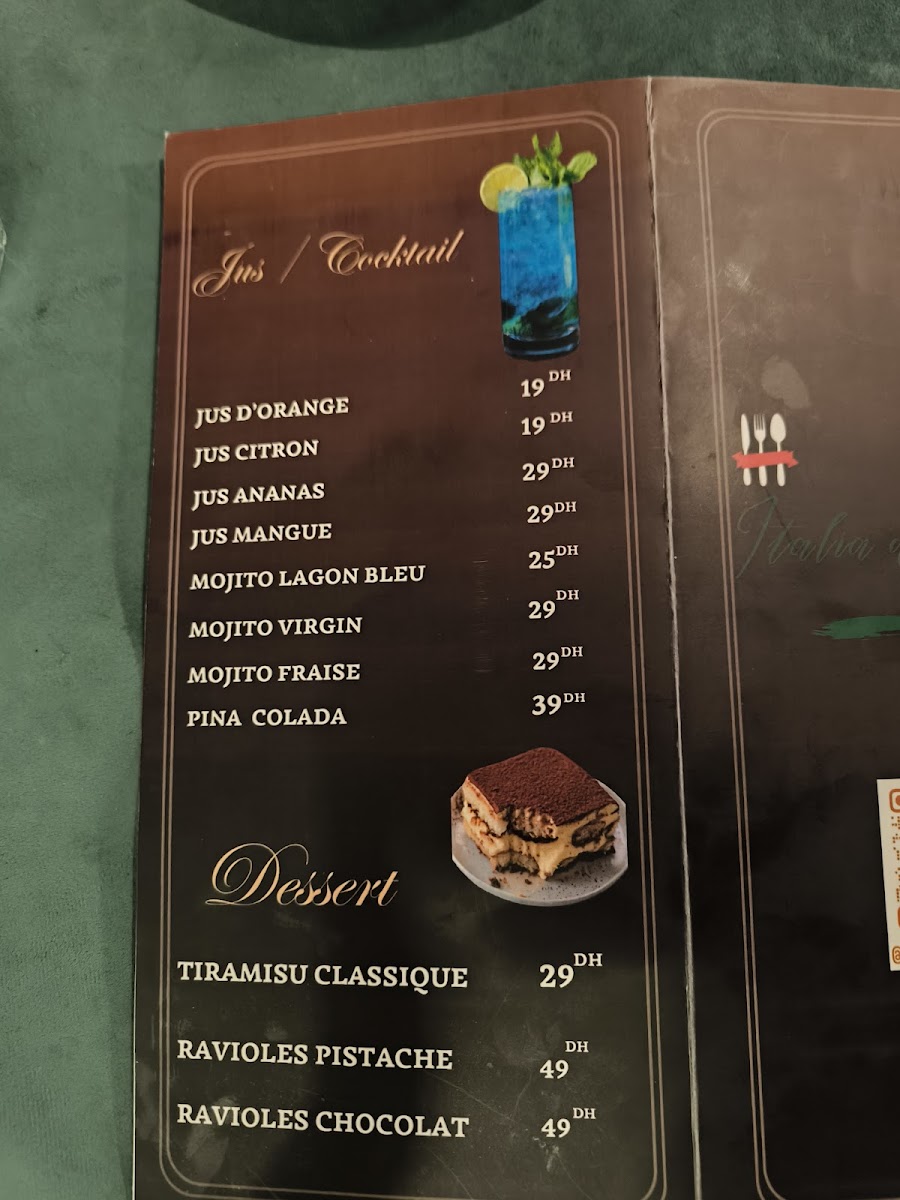 Jus / Cocktail
JUS D'ORANGE 19 DH
JUS CITRON 19 DH
JUS ANANAS 29 DH
JUS MANGUE 29 DH
MOJITO LAGON BLEU 25 DH
MOJITO VIRGIN 29 DH
MOJITO FRAISE 29 DH
PINA COLADA 39 DH
Dessert
TIRAMISU CLASSIQUE 29 DH
RAVIOLES PISTACHE 49 DH
RAVIOLES CHOCOLAT 49 DH